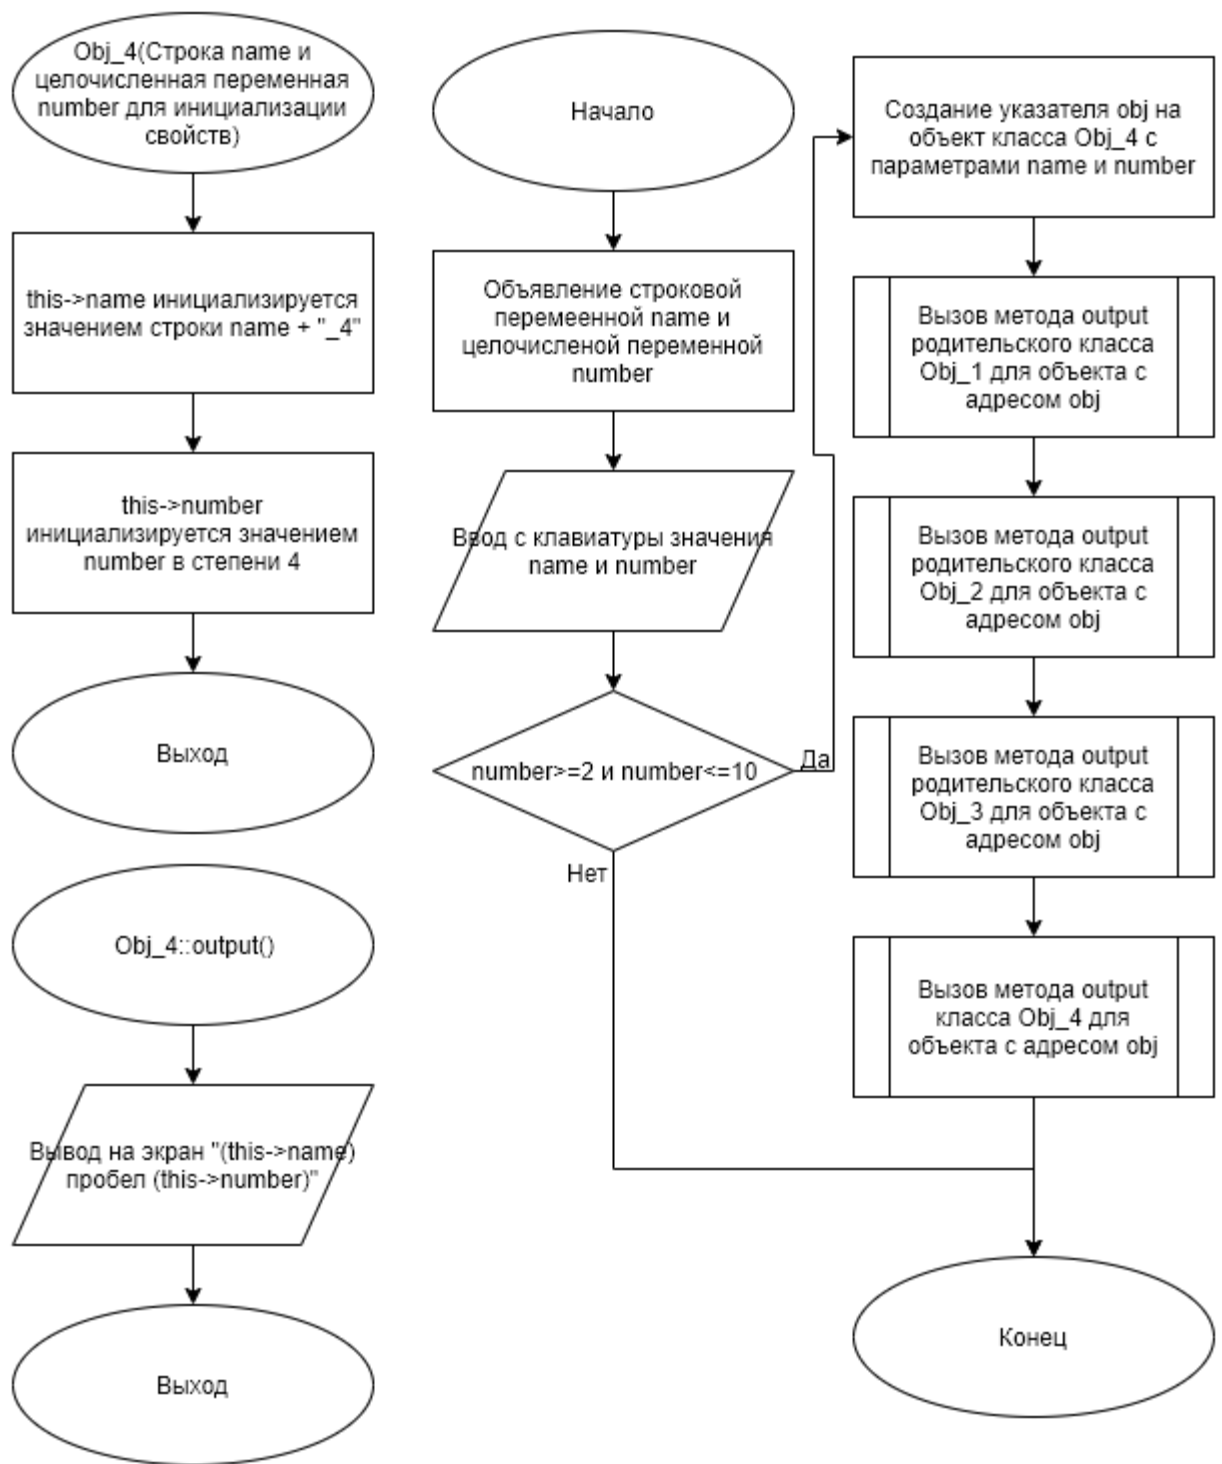 Obj_4(Строка name и
целочисленная переменная
number для инициализации
свойств)
this->name инициализируется
значением строки name + "_4"
this->number
инициализируется значением
number в степени 4
Выход
Obj_4::output()
Вывод на экран "(this->name)
пробел (this->number)"
Выход
Начало
Объявление строковой
перемеенной name и
целочисленой переменной
number
Ввод с клавиатуры значения
name и number
number>=2 и number<=10
Да
Нет
Создание указателя obj на
объект класса Obj_4 с
параметрами name и number
Вызов метода output
родительского класса
Obj_1 для объекта с
адресом obj
Вызов метода output
родительского класса
Obj_2 для объекта с
адресом obj
Вызов метода output
родительского класса
Obj_3 для объекта с
адресом obj
Вызов метода output
класса Obj_4 для
объекта с адресом obj
Конец